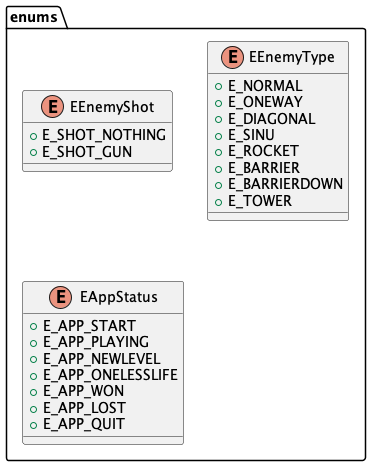 enums
E EEnemyShot
E_SHOT_NOTHING
E_SHOT_GUN
E EEnemyType
E_NORMAL
E_ONEWAY
E_DIAGONAL
E_SINU
E_ROCKET
E_BARRIER
E_BARRIERDOWN
E_TOWER
E EAppStatus
E_APP_START
E_APP_PLAYING
E_APP_NEWLEVEL
E_APP_ONELESSLIFE
E_APP_WON
E_APP_LOST
E_APP_QUIT